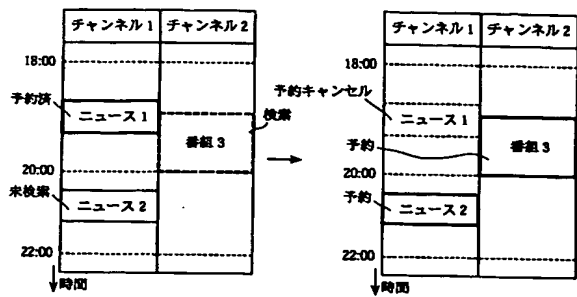 チャンネル1 チャンネル2
18:00
予約済
ニュース1
検索
番組3
20:00
未検索
ニュース2
22:00
時間
チャンネル1 チャンネル2
18:00
予約キャンセル
ニュース1
予約
番組3
20:00
予約
ニュース2
22:00
時間